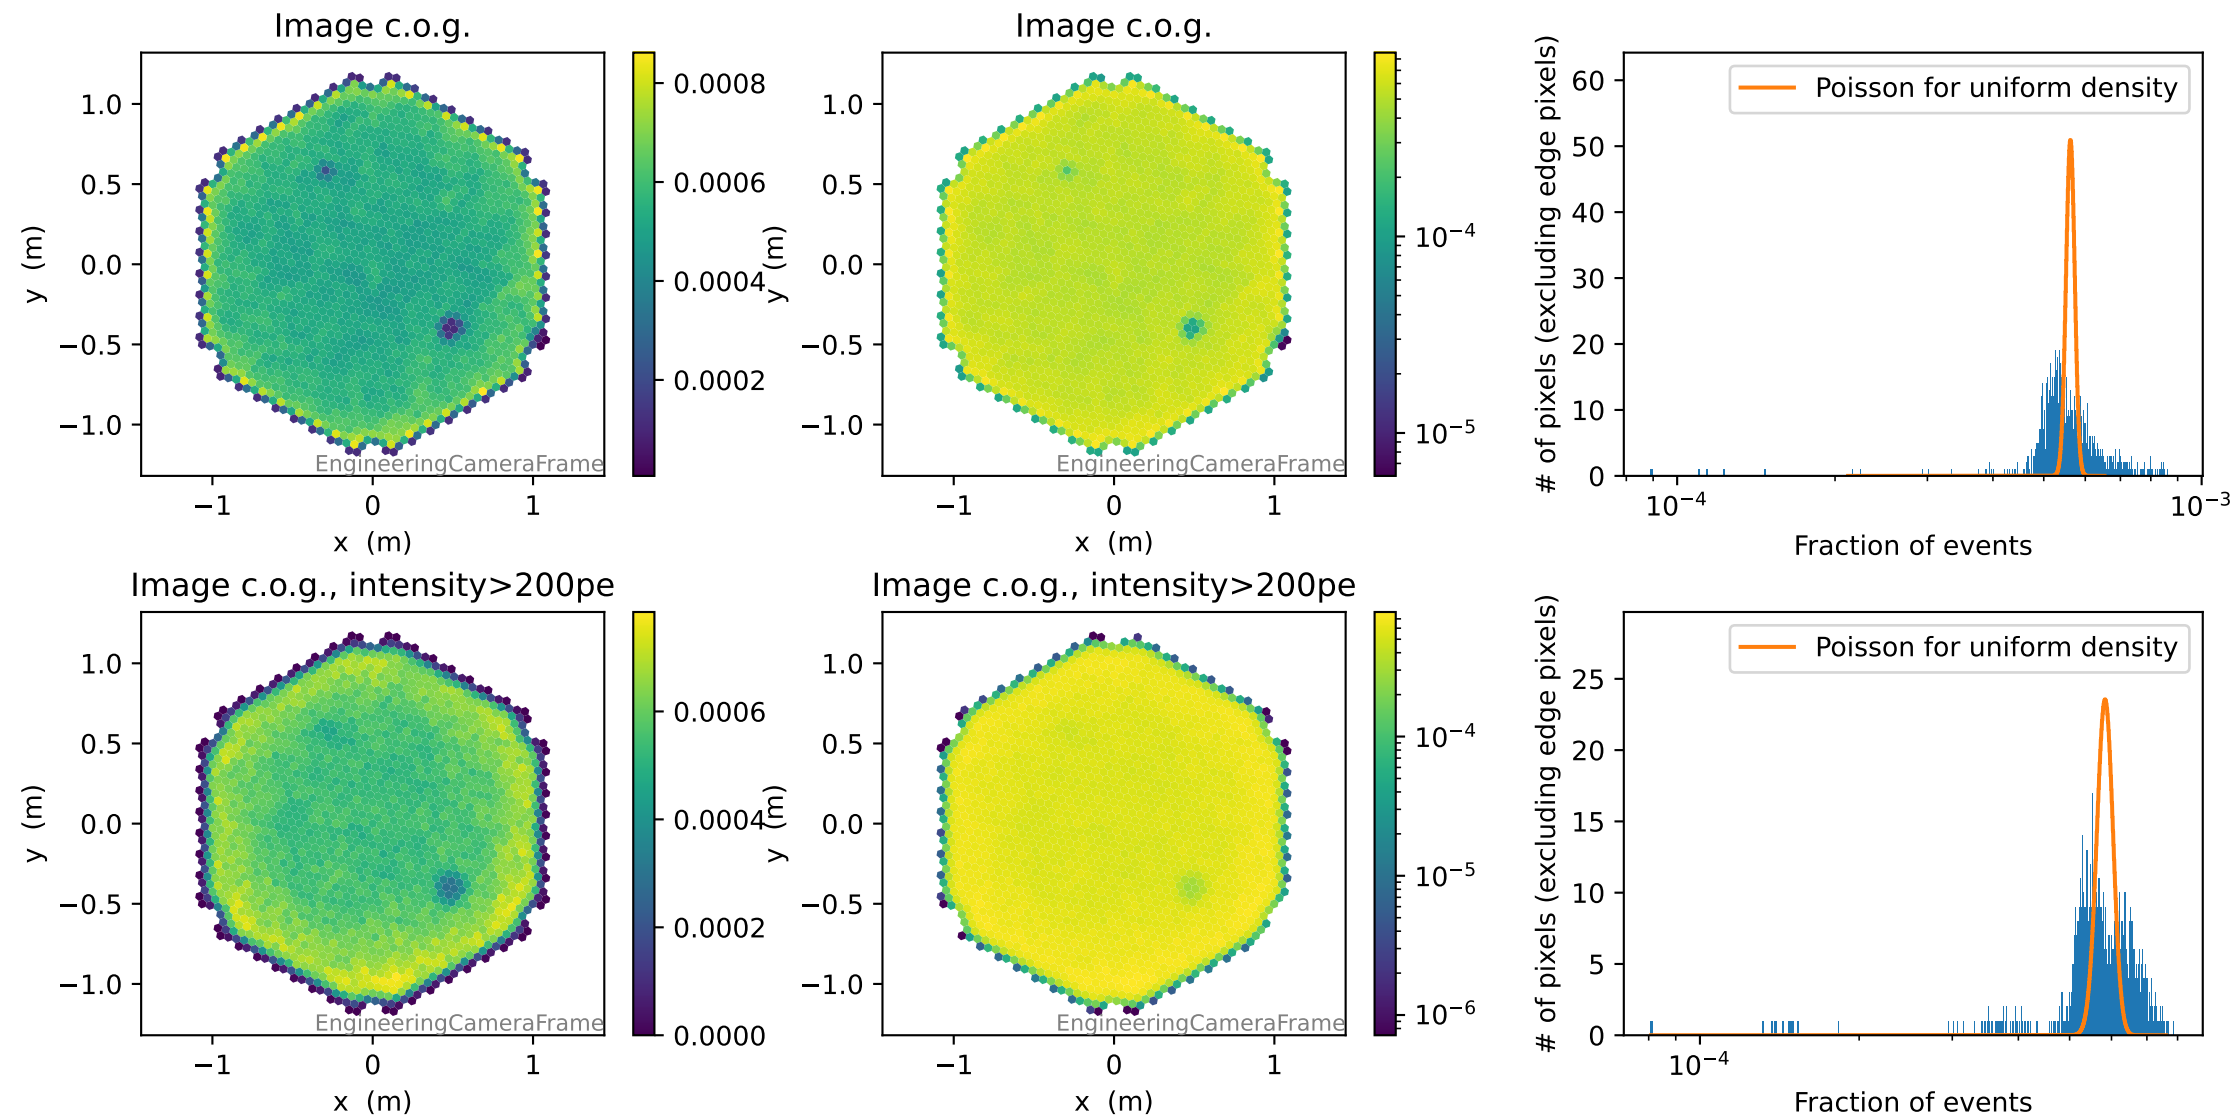 Image c.o.g.
y (m)
1.0
0.5
0.0
−0.5
−1.0
−1
0
1
x (m)
EngineeringCameraFrame
0.0008
0.0006
0.0004
0.0002
Image c.o.g.
y (m)
1.0
0.5
0.0
−0.5
−1.0
−1
0
1
x (m)
EngineeringCameraFrame
10⁻⁴
10⁻⁵
# of pixels (excluding edge pixels)
60
50
40
30
20
10
0
Poisson for uniform density
10⁻⁴
10⁻³
Fraction of events
Image c.o.g., intensity>200pe
y (m)
1.0
0.5
0.0
−0.5
−1.0
−1
0
1
x (m)
EngineeringCameraFrame
0.0006
0.0004
0.0002
0.0000
Image c.o.g., intensity>200pe
y (m)
1.0
0.5
0.0
−0.5
−1.0
−1
0
1
x (m)
EngineeringCameraFrame
10⁻⁴
10⁻⁵
10⁻⁶
# of pixels (excluding edge pixels)
25
20
15
10
5
0
Poisson for uniform density
10⁻⁴
Fraction of events